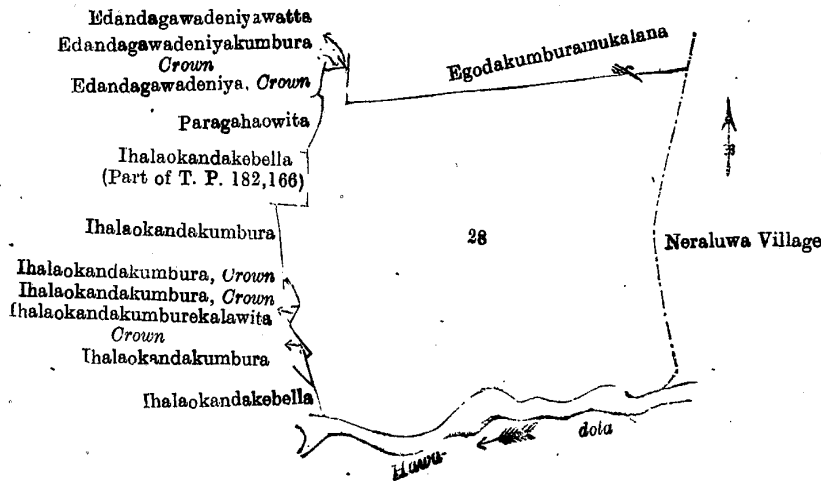 Edandagawadeniyawatta
Edandagawadeniyakumbura
Crown
Edandagawadeniya, Crown
Paragahaowita
Ihalaokandakebella
(Part of T. P. 182,166)
Ihalaokandakumbura
Ihalaokandakumbura, Crown
Ihalaokandakumbura, Crown
Ihalaokandakumburekalawita
Crown
Ihalaokandakumbura
Ihalaokandakebella
Egodakumburamukalana
28
Neraluwa Village
dola